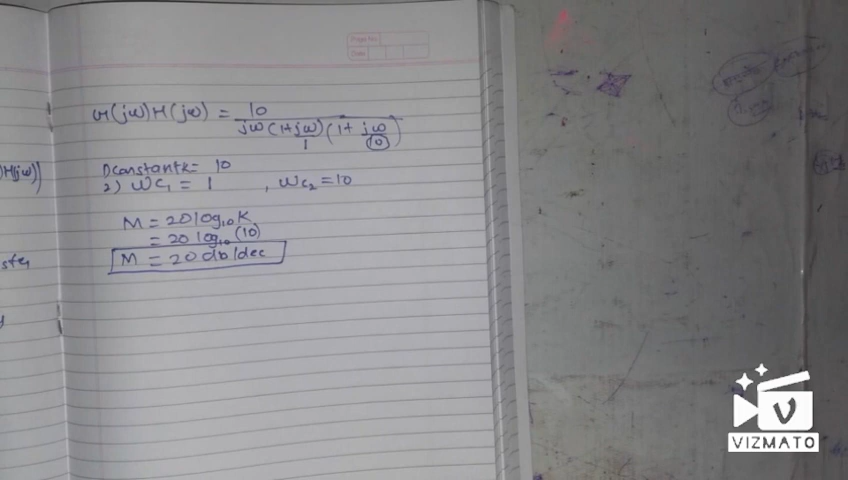 Page No.
Date
G(jω)H(jω) = 10
jω(1+jω)(1+ jω
1 10)
1) Constant K = 10
2) ωc1 = 1 , ωc2 = 10
M = 20 log10 K
= 20 log10 (10)
M = 20 db/dec
H(jω)]
VIZMATO